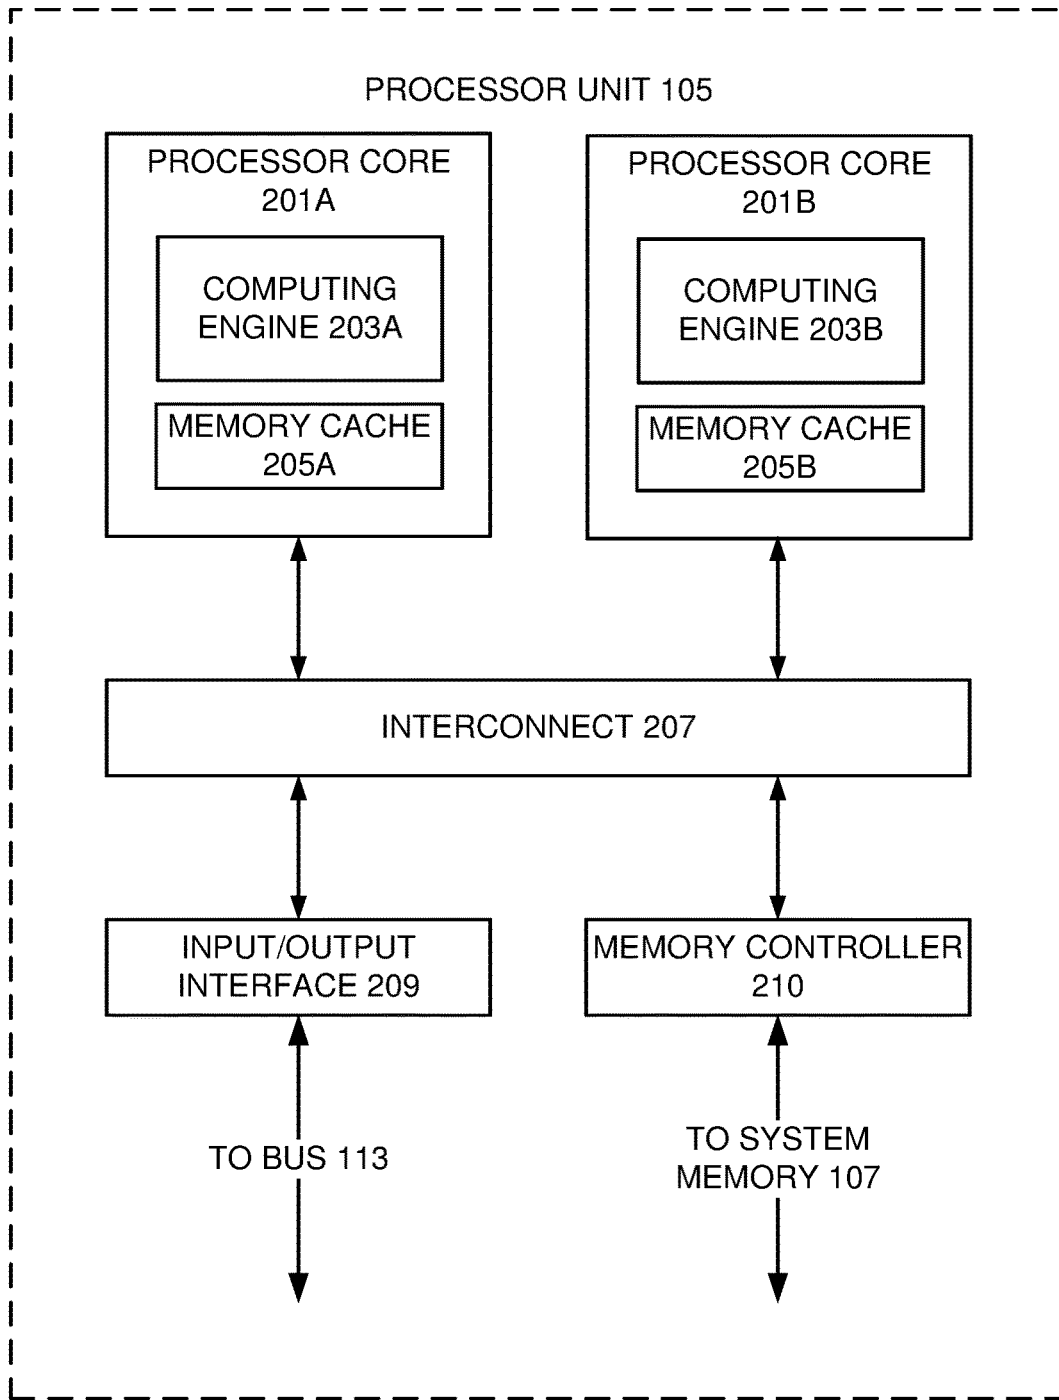 PROCESSOR UNIT 105
PROCESSOR CORE
201A
COMPUTING
ENGINE 203A
MEMORY CACHE
205A
PROCESSOR CORE
201B
COMPUTING
ENGINE 203B
MEMORY CACHE
205B
INTERCONNECT 207
INPUT/OUTPUT
INTERFACE 209
MEMORY CONTROLLER
210
TO BUS 113
TO SYSTEM
MEMORY 107